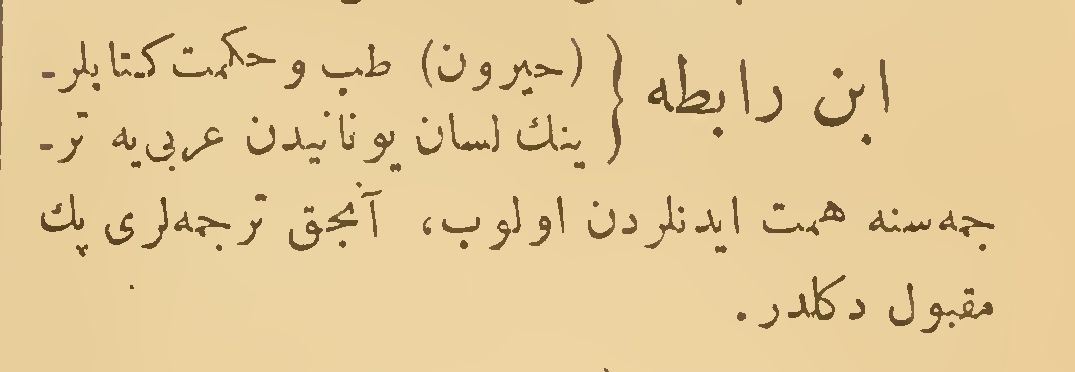 ابن رابطه { (حیرون) طب و حکمت کتابلر-
ینك لسان یونانیدن عربی‌یه تر-
جمه‌سنه همت ایدنلردن اولوب، آنجق ترجمه‌لری پك
مقبول دکلدر.